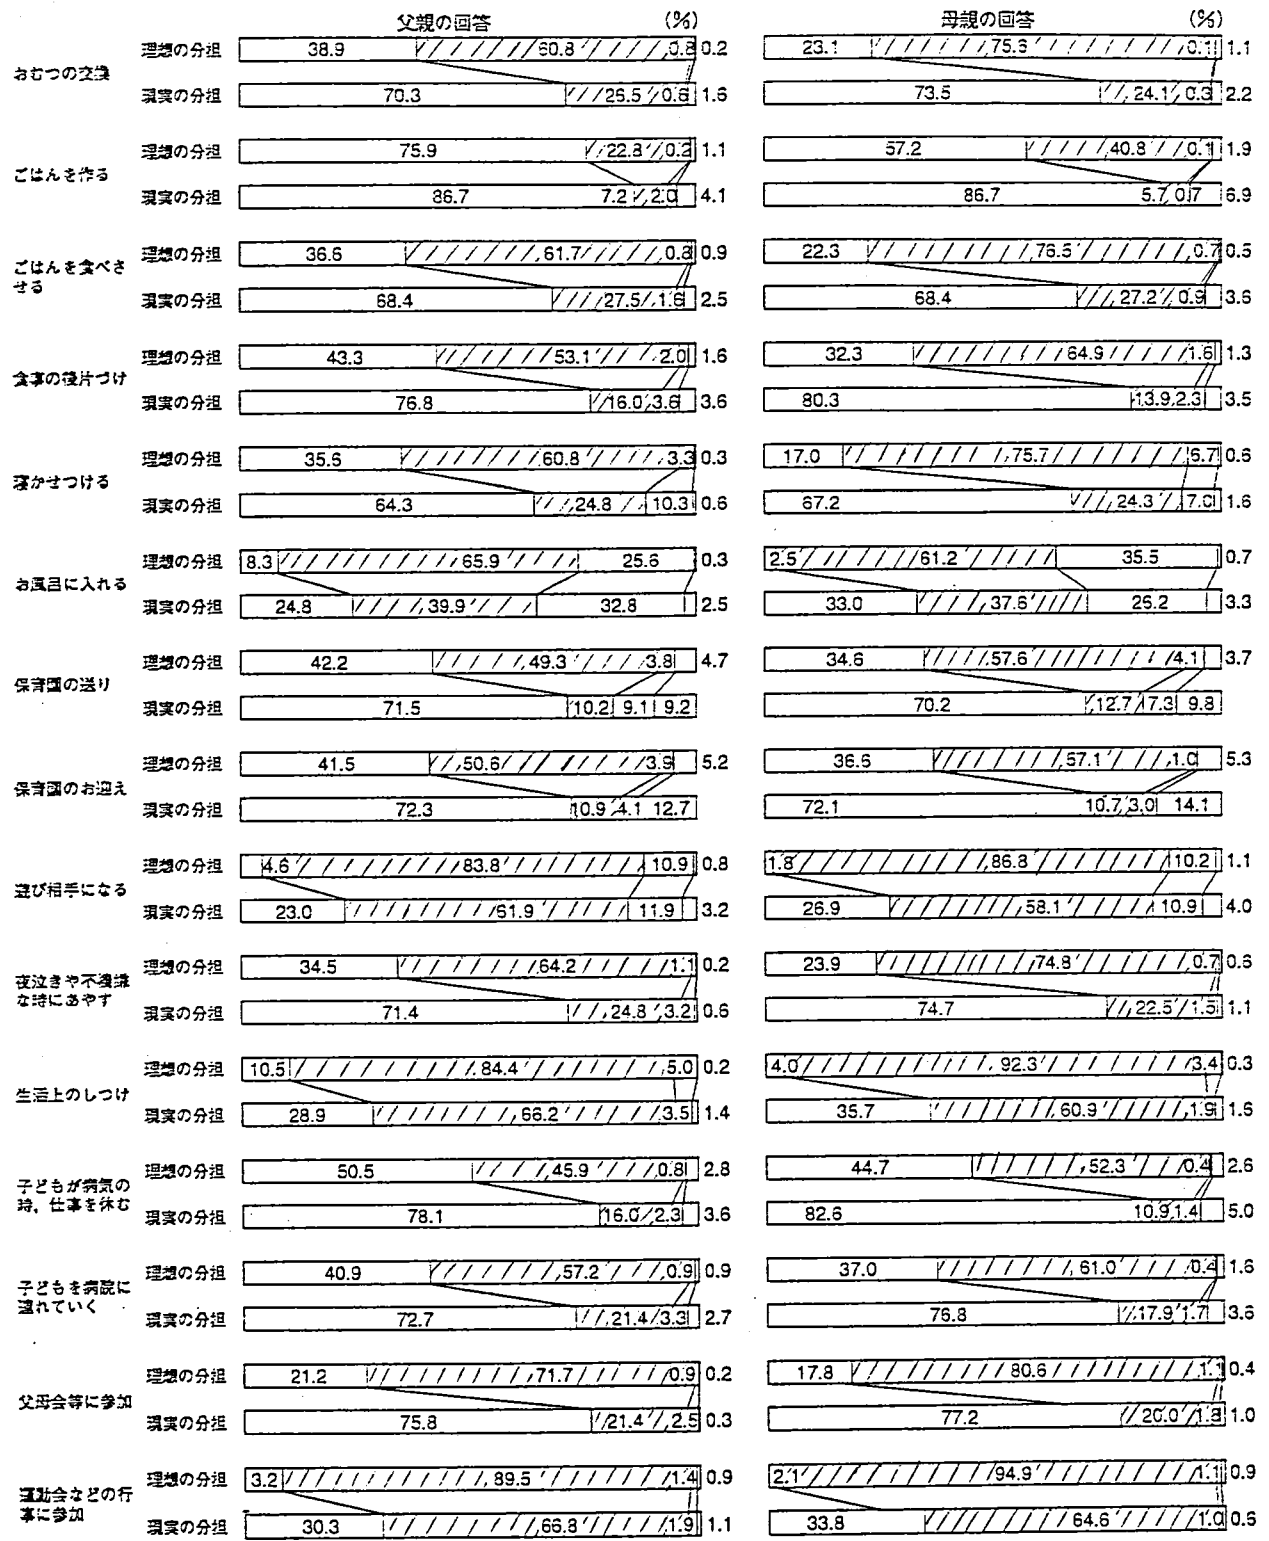 父親の回答 (%) 母親の回答 (%)
おむつの交換
理想の分担 38.9 60.8 0.8 0.2 23.1 75.6 0.1 1.1
現実の分担 70.3 26.5 0.6 1.6 73.5 24.1 0.3 2.2
ごはんを作る
理想の分担 75.9 22.8 0.2 1.1 57.2 40.8 0.1 1.9
現実の分担 86.7 7.2 2.0 4.1 86.7 5.7 0.7 6.9
ごはんを食べさ
せる
理想の分担 36.6 61.7 0.8 0.9 22.3 76.5 0.7 0.5
現実の分担 68.4 27.5 1.6 2.5 68.4 27.2 0.9 3.6
食事の後片づけ
理想の分担 43.3 53.1 2.0 1.6 32.3 64.9 1.6 1.3
現実の分担 76.8 16.0 3.6 3.6 80.3 13.9 2.3 3.5
寝かせつける
理想の分担 35.6 60.8 3.3 0.3 17.0 75.7 6.7 0.6
現実の分担 64.3 24.8 10.3 0.6 67.2 24.3 7.0 1.6
お風呂に入れる
理想の分担 8.3 65.9 25.6 0.3 2.5 61.2 35.5 0.7
現実の分担 24.8 39.9 32.8 2.5 33.0 37.6 26.2 3.3
保育園の送り
理想の分担 42.2 49.3 3.8 4.7 34.6 57.6 4.1 3.7
現実の分担 71.5 10.2 9.1 9.2 70.2 12.7 7.3 9.8
保育園のお迎え
理想の分担 41.5 50.6 3.9 5.2 36.6 57.1 1.0 5.3
現実の分担 72.3 10.9 4.1 12.7 72.1 10.7 3.0 14.1
遊び相手になる
理想の分担 4.6 83.8 10.9 0.8 1.8 86.8 10.2 1.1
現実の分担 23.0 61.9 11.9 3.2 26.9 58.1 10.9 4.0
夜泣きや不機嫌
な時にあやす
理想の分担 34.5 64.2 1.1 0.2 23.9 74.8 0.7 0.6
現実の分担 71.4 24.8 3.2 0.6 74.7 22.5 1.5 1.1
生活上のしつけ
理想の分担 10.5 84.4 5.0 0.2 4.0 92.3 3.4 0.3
現実の分担 28.9 66.2 3.5 1.4 35.7 60.9 1.9 1.6
子どもが病気の
時，仕事を休む
理想の分担 50.5 45.9 0.8 2.8 44.7 52.3 0.4 2.6
現実の分担 78.1 16.0 2.3 3.6 82.6 10.9 1.4 5.0
子どもを病院に
連れていく
理想の分担 40.9 57.2 0.9 0.9 37.0 61.0 0.4 1.6
現実の分担 72.7 21.4 3.3 2.7 76.8 17.9 1.7 3.6
父母会等に参加
理想の分担 21.2 71.7 0.9 0.2 17.8 80.6 1.1 0.4
現実の分担 75.8 21.4 2.5 0.3 77.2 20.0 1.8 1.0
運動会などの行
事に参加
理想の分担 3.2 89.5 1.4 0.9 2.1 94.9 1.1 0.9
現実の分担 30.3 66.8 1.9 1.1 33.8 64.6 1.0 0.6